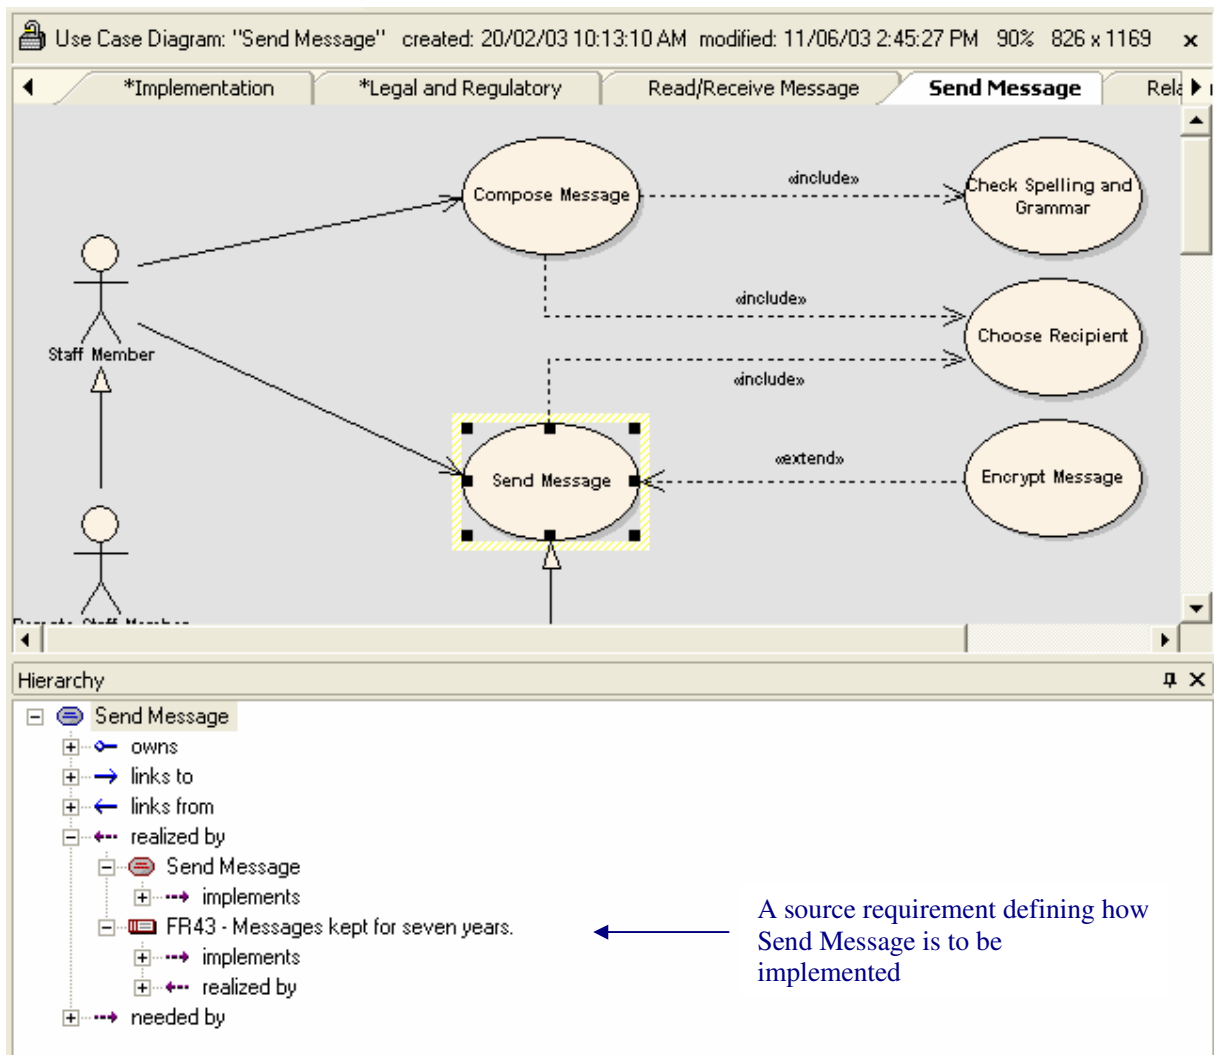 Use Case Diagram: "Send Message" created: 20/02/03 10:13:10 AM modified: 11/06/03 2:45:27 PM 90% 826 x 1169
*Implementation
*Legal and Regulatory
Read/Receive Message
Send Message
Rela
Compose Message
«include»
Check Spelling and
Grammar
«include»
Choose Recipient
Staff Member
«include»
Send Message
«extend»
Encrypt Message
Remote Staff Member
Hierarchy
Send Message
owns
links to
links from
realized by
Send Message
implements
FR43 - Messages kept for seven years.
implements
realized by
needed by
A source requirement defining how
Send Message is to be
implemented